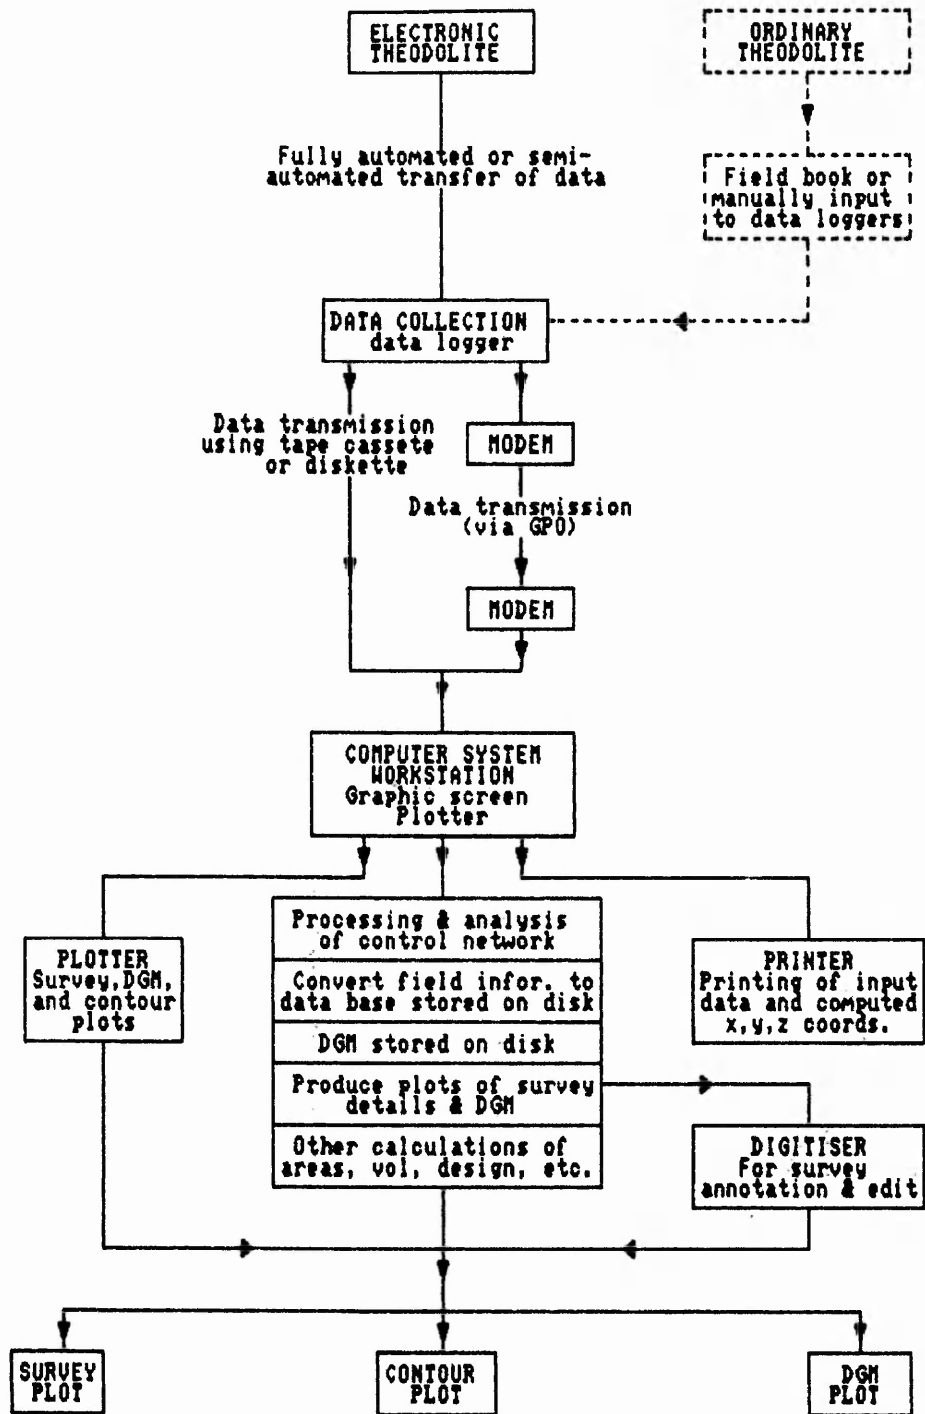 ELECTRONIC
THEODOLITE
ORDINARY
THEODOLITE
Fully automated or semi-
automated transfer of data
Field book or
manually input
to data loggers
DATA COLLECTION
data logger
Data transmission
using tape cassete
or diskette
MODEM
Data transmission
(via GPO)
MODEM
COMPUTER SYSTEM
WORKSTATION
Graphic screen
Plotter
PLOTTER
Survey,DGM,
and contour
plots
Processing & analysis
of control network
Convert field infor. to
data base stored on disk
DGM stored on disk
Produce plots of survey
details & DGM
Other calculations of
areas, vol, design, etc.
PRINTER
Printing of input
data and computed
x,y,z coords.
DIGITISER
For survey
annotation & edit
SURVEY
PLOT
CONTOUR
PLOT
DGM
PLOT